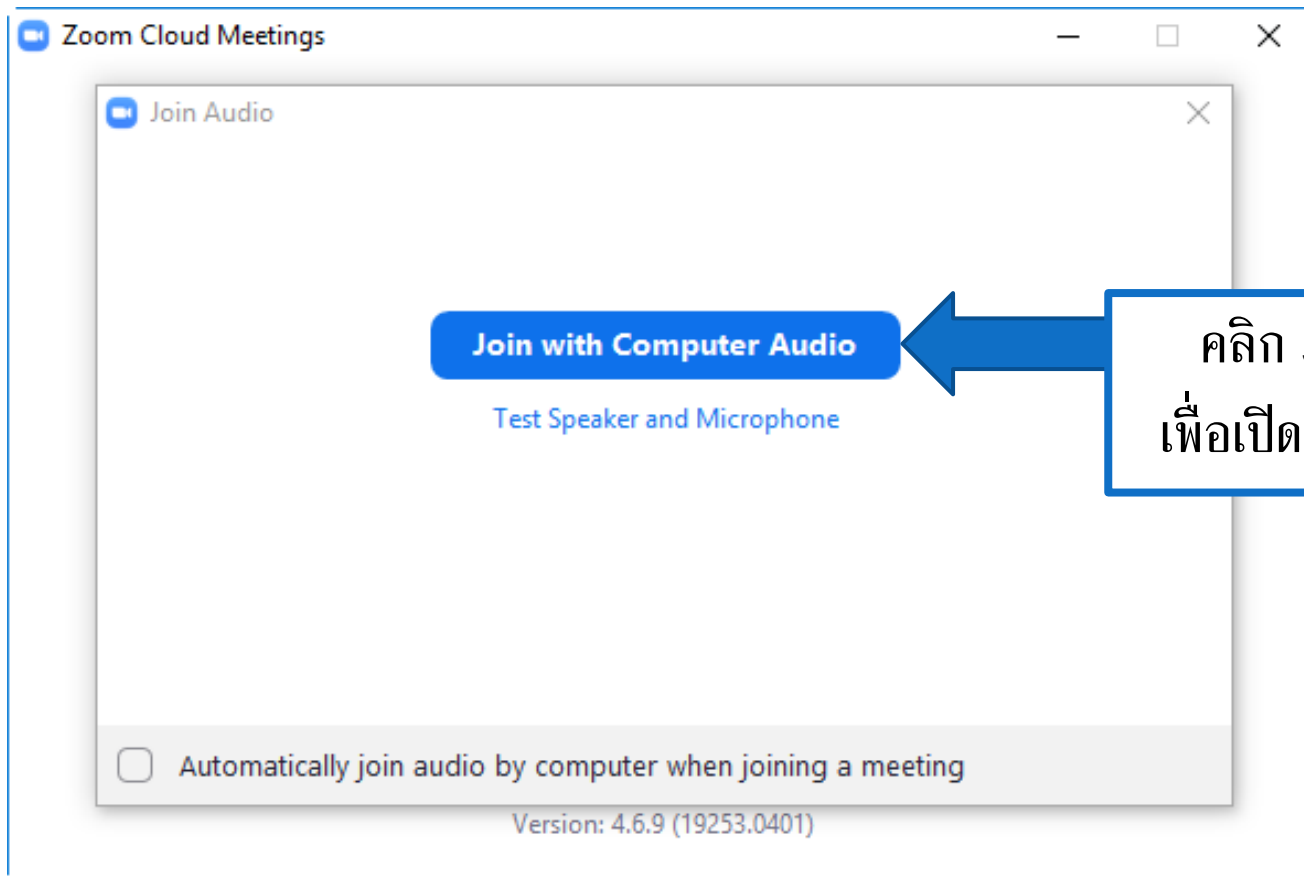 Zoom Cloud Meetings
Join Audio
Join with Computer Audio
คลิก
Test Speaker and Microphone
เพื่อเปิด
Automatically join audio by computer when joining a meeting
Version: 4.6.9 (19253.0401)